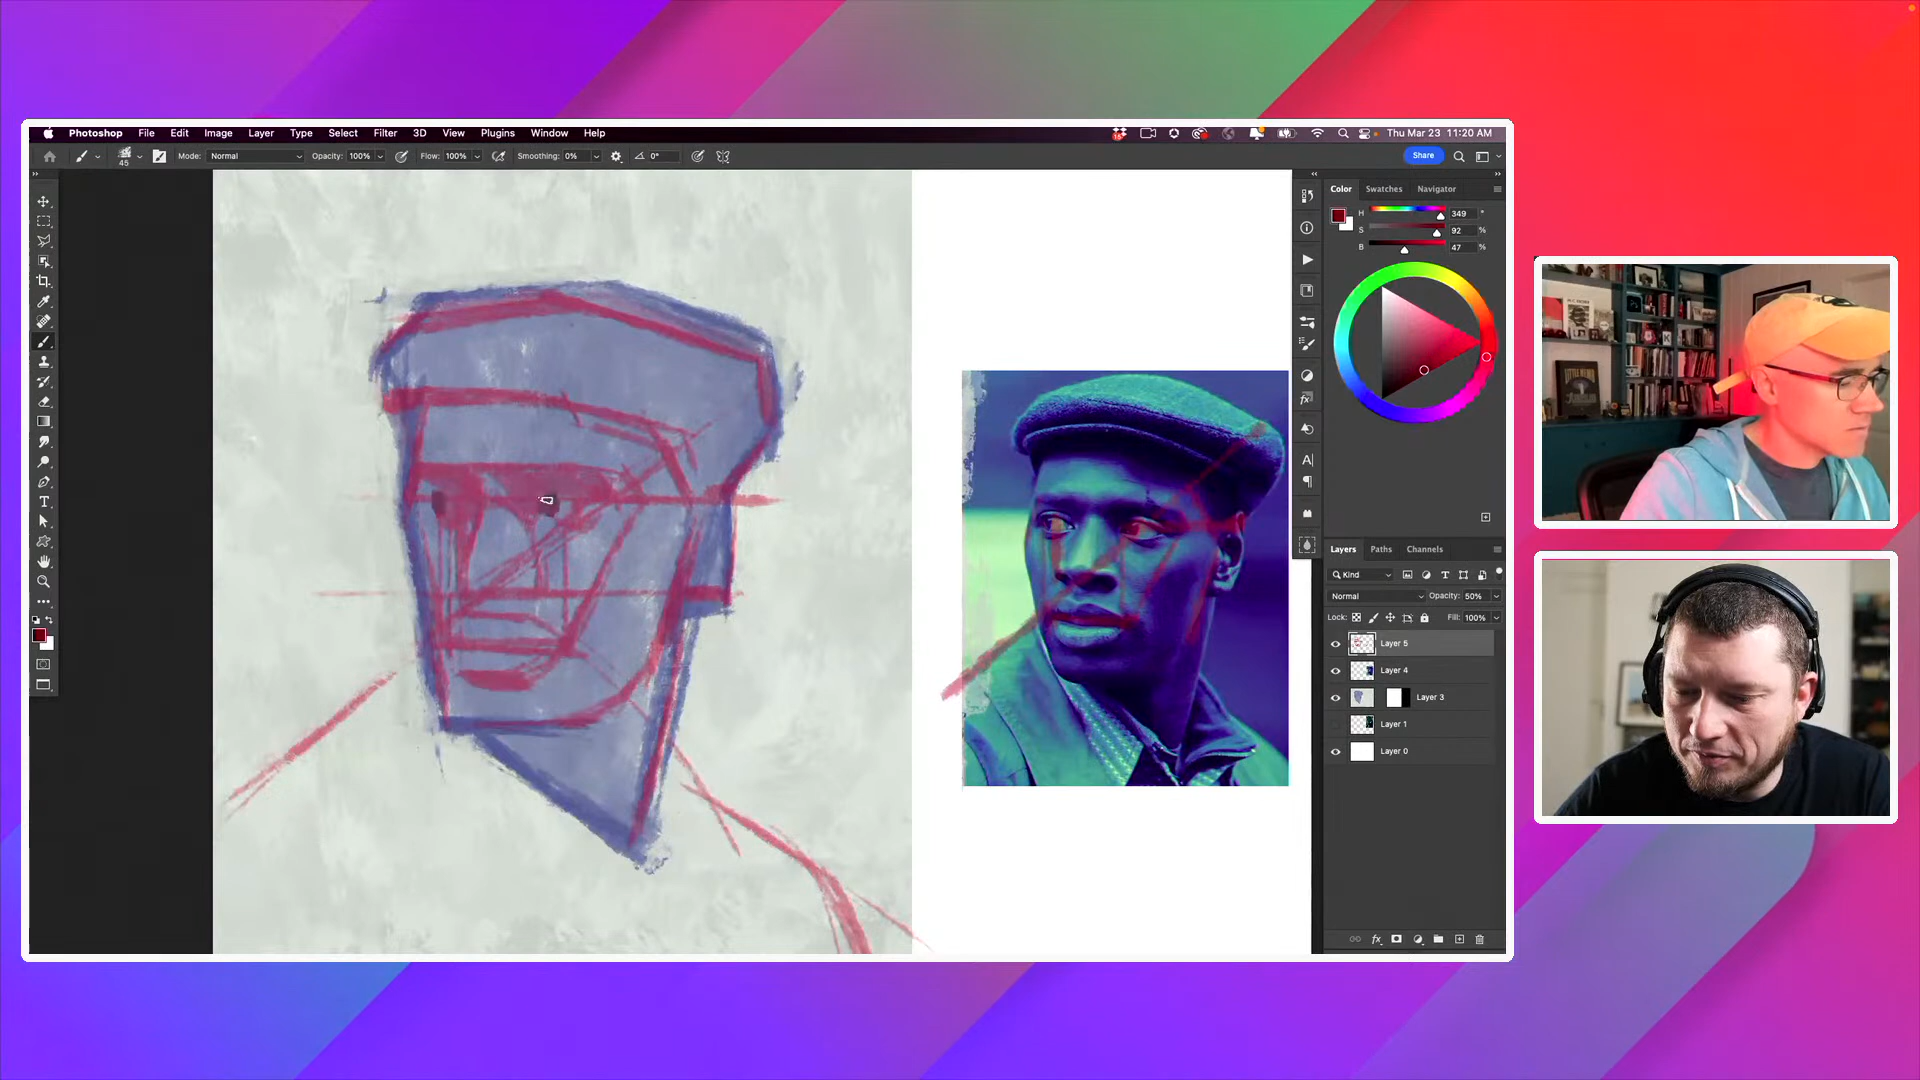 Photoshop File Edit Image Layer Type Select Filter 3D View Plugins Window Help
Thu Mar 23 11:20 AM
45
Mode: Normal Opacity: 100% Flow: 100% Smoothing: 0% 0°
Share
Color Swatches Navigator
H 349 °
S 92 %
B 47 %
Layers Paths Channels
Kind
Normal Opacity: 50%
Lock: Fill: 100%
Layer 5
Layer 4
Layer 3
Layer 1
Layer 0